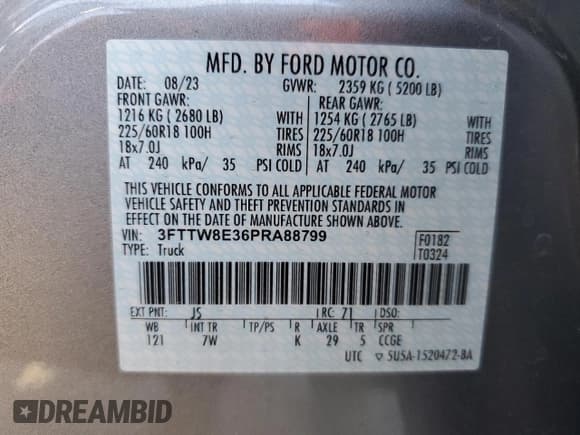 MFD. BY FORD MOTOR CO.
DATE: 08/23 GVWR: 2359 KG ( 5200 LB)
FRONT GAWR: REAR GAWR:
1216 KG ( 2680 LB) WITH 1254 KG ( 2765 LB) WITH
225/60R18 100H TIRES 225/60R18 100H TIRES
18x7.0J RIMS 18x7.0J RIMS
AT 240 kPa/ 35 PSI COLD AT 240 kPa/ 35 PSI COLD
THIS VEHICLE CONFORMS TO ALL APPLICABLE FEDERAL MOTOR
VEHICLE SAFETY AND THEFT PREVENTION STANDARDS IN
EFFECT ON THE DATE OF MANUFACTURE SHOWN ABOVE.
VIN: 3FTTW8E36PRA88799 F0182
TYPE: Truck T0324
EXT PNT: JS RC: 71 DSO:
WB INT TR TP/PS R AXLE TR SPR
121 7W K 29 5 CCGE
UTC 5U5A-1520472-BA
DREAMBID